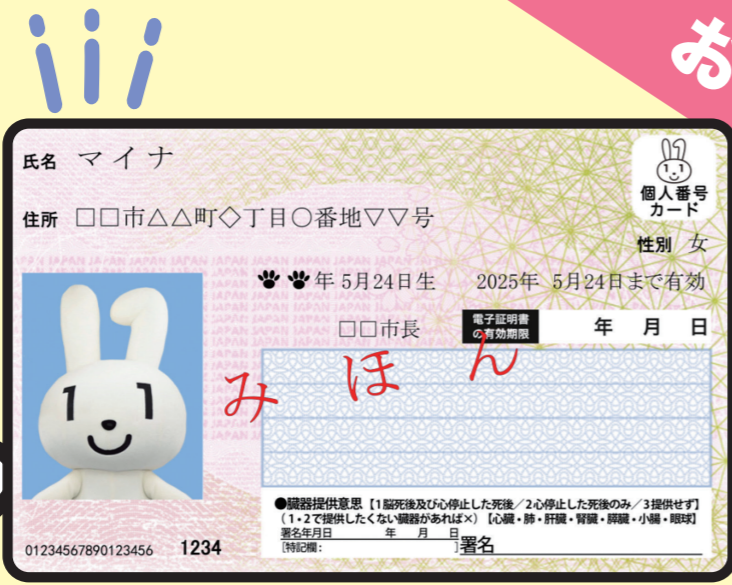 お
氏名 マイナ
個人番号
カード
住所 □□市△△町◇丁目○番地▽▽号
性別 女
年 5月24日生 2025年 5月24日まで有効
□□市長
電子証明書
の有効期限
年 月 日
みほん
●臓器提供意思【1脳死後及び心停止した死後／2心停止した死後のみ／3提供せず】
（1・2で提供したくない臓器があれば×）【心臓・肺・肝臓・腎臓・膵臓・小腸・眼球】
署名年月日 年 月 日
[特記欄： ]署名
01234567890123456 1234